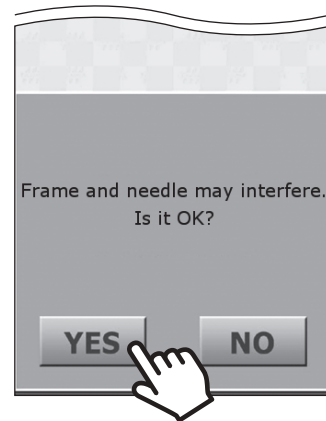 Frame and needle may interfere.
Is it OK?
YES
NO